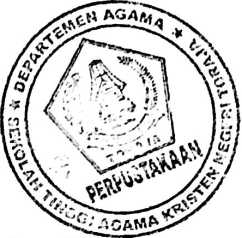 ★ DEPARTEMEN AGAMA ★
SEKOLAH TINGGI AGAMA KRISTEN NEGERI TORAJA
PERPUSTAKAAN